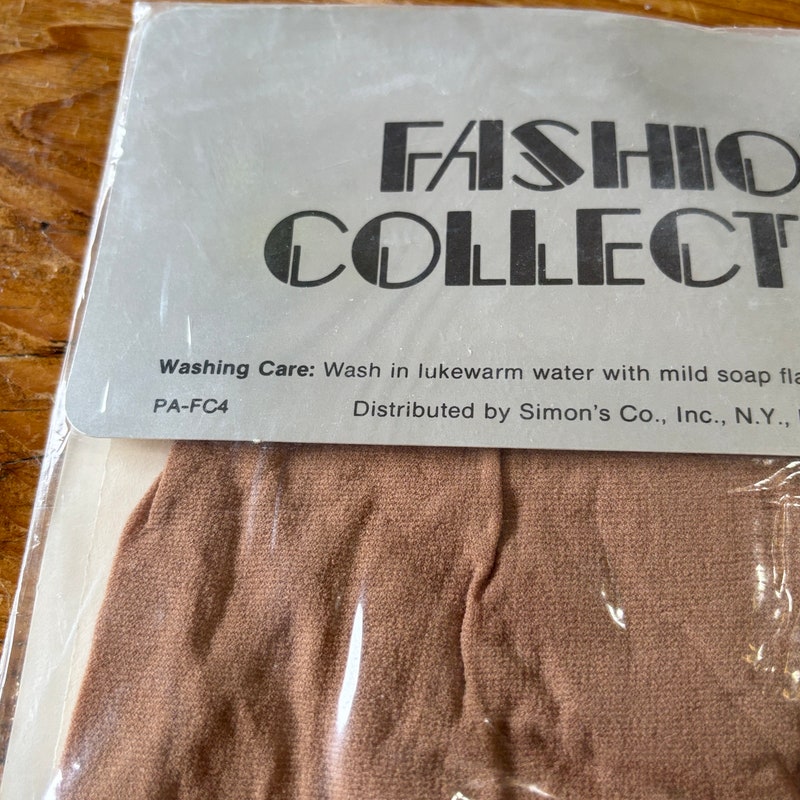 FASHIO
COLLECT
Washing Care: Wash in lukewarm water with mild soap fla
PA-FC4
Distributed by Simon's Co., Inc., N.Y.,